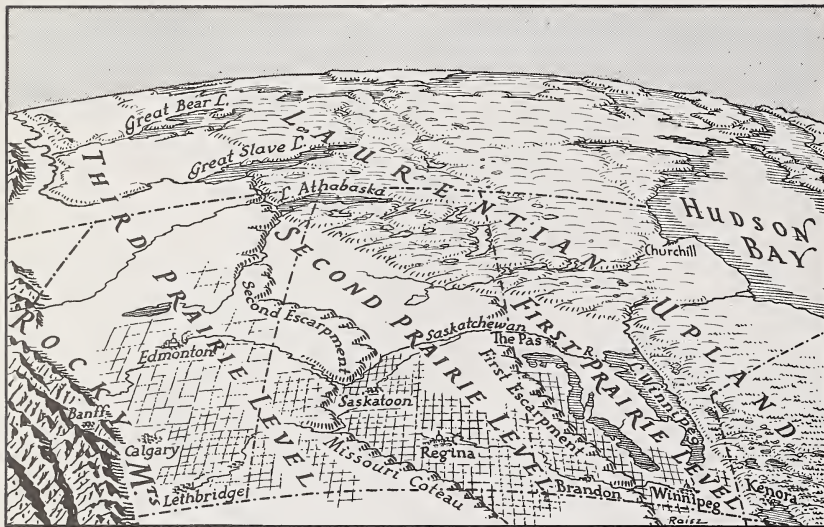 Great Bear L.
LAURENTIAN UPLAND
Great Slave L.
THIRD PRAIRIE LEVEL
L. Athabaska
HUDSON
BAY
Churchill
SECOND PRAIRIE LEVEL
Second Escarpment
FIRST PRAIRIE LEVEL
Saskatchewan R.
The Pas
ROCKY MTS.
Edmonton
First Escarpment
L. Winnipeg
Saskatoon
Banff
Calgary
Regina
Missouri Coteau
Lethbridge
Brandon
Winnipeg
Kenora
Raisz